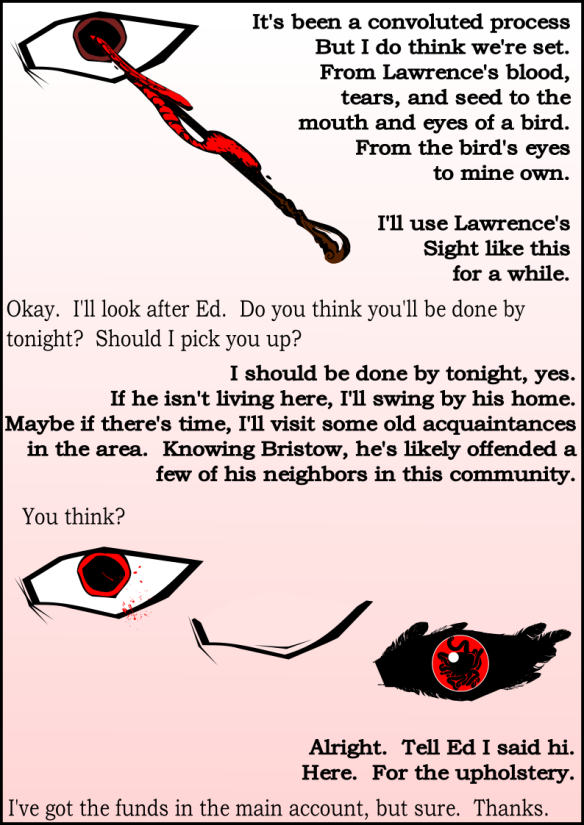 It's been a convoluted process
But I do think we're set.
From Lawrence's blood,
tears, and seed to the
mouth and eyes of a bird.
From the bird's eyes
to mine own.
I'll use Lawrence's
Sight like this
for a while.
Okay.  I'll look after Ed.  Do you think you'll be done by
tonight?  Should I pick you up?
I should be done by tonight, yes.
If he isn't living here, I'll swing by his home.
Maybe if there's time, I'll visit some old acquaintances
in the area.  Knowing Bristow, he's likely offended a
few of his neighbors in this community.
You think?
Alright.  Tell Ed I said hi.
Here.  For the upholstery.
I've got the funds in the main account, but sure.  Thanks.